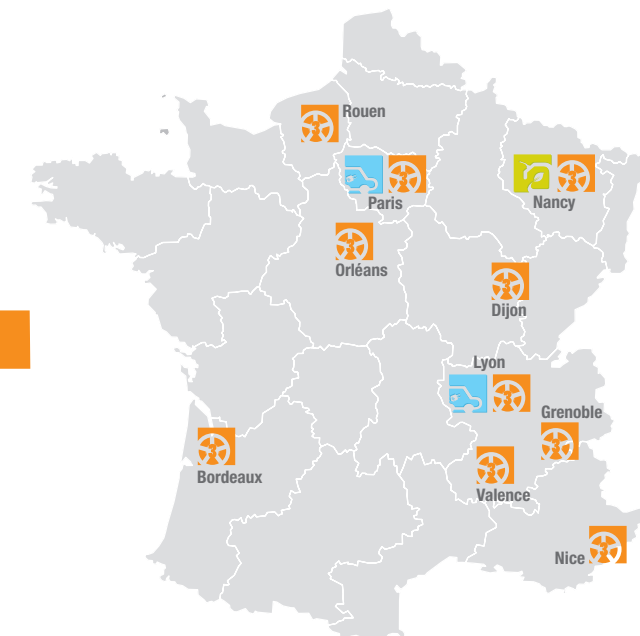 Rouen
Paris
Nancy
Orléans
Dijon
Lyon
Grenoble
Bordeaux
Valence
Nice